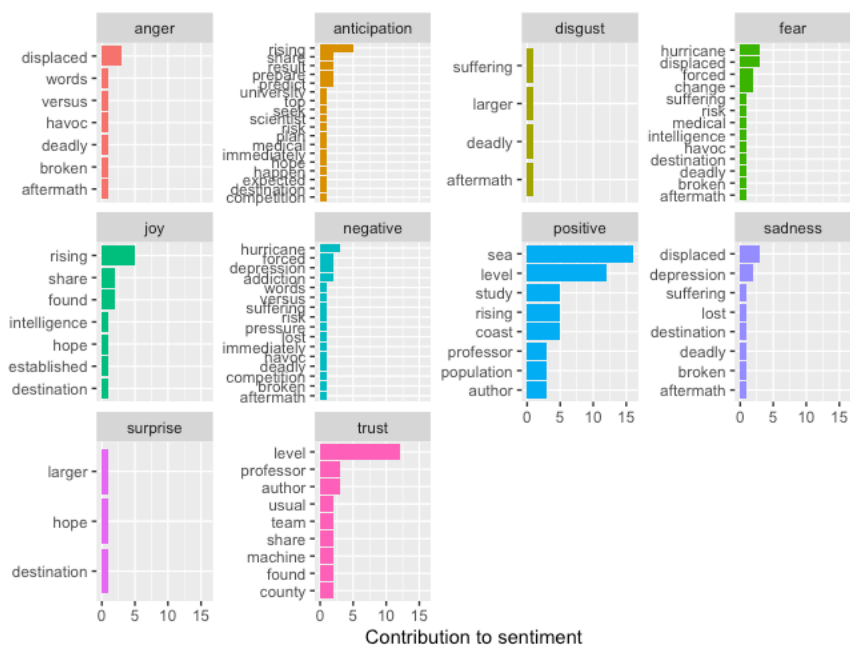 anger
displaced
words
versus
havoc
deadly
broken
aftermath
anticipation
rising
share
result
prepare
predict
university
top
seek
scientist
risk
plan
medical
immediately
hope
happen
expected
destination
competition
disgust
suffering
larger
deadly
aftermath
fear
hurricane
displaced
forced
change
suffering
risk
medical
intelligence
havoc
destination
deadly
broken
aftermath
joy
rising
share
found
intelligence
hope
established
destination
negative
hurricane
forced
depression
addiction
words
versus
suffering
risk
pressure
lost
immediately
havoc
deadly
competition
broken
aftermath
positive
sea
level
study
rising
coast
professor
population
author
0 5 10 15
sadness
displaced
depression
suffering
lost
destination
deadly
broken
aftermath
0 5 10 15
surprise
larger
hope
destination
0 5 10 15
trust
level
professor
author
usual
team
share
machine
found
county
0 5 10 15
Contribution to sentiment